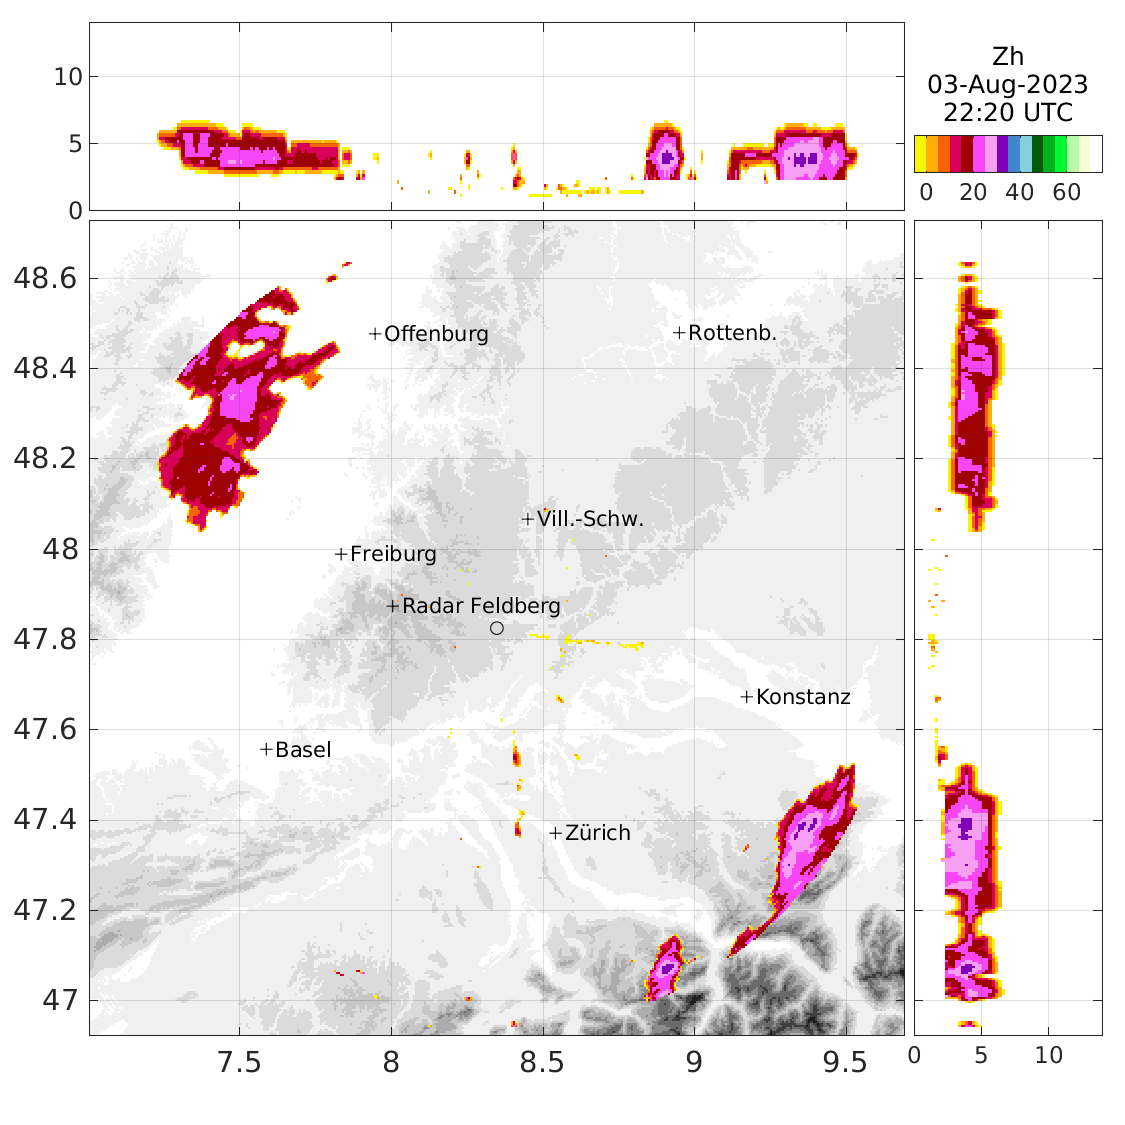 10
5
0
Zh
03-Aug-2023
22:20 UTC
0 20 40 60
48.6
48.4
48.2
48
47.8
47.6
47.4
47.2
47
Offenburg
Rottenb.
Vill.-Schw.
Freiburg
Radar Feldberg
Konstanz
Basel
Zürich
7.5 8 8.5 9 9.5
0 5 10